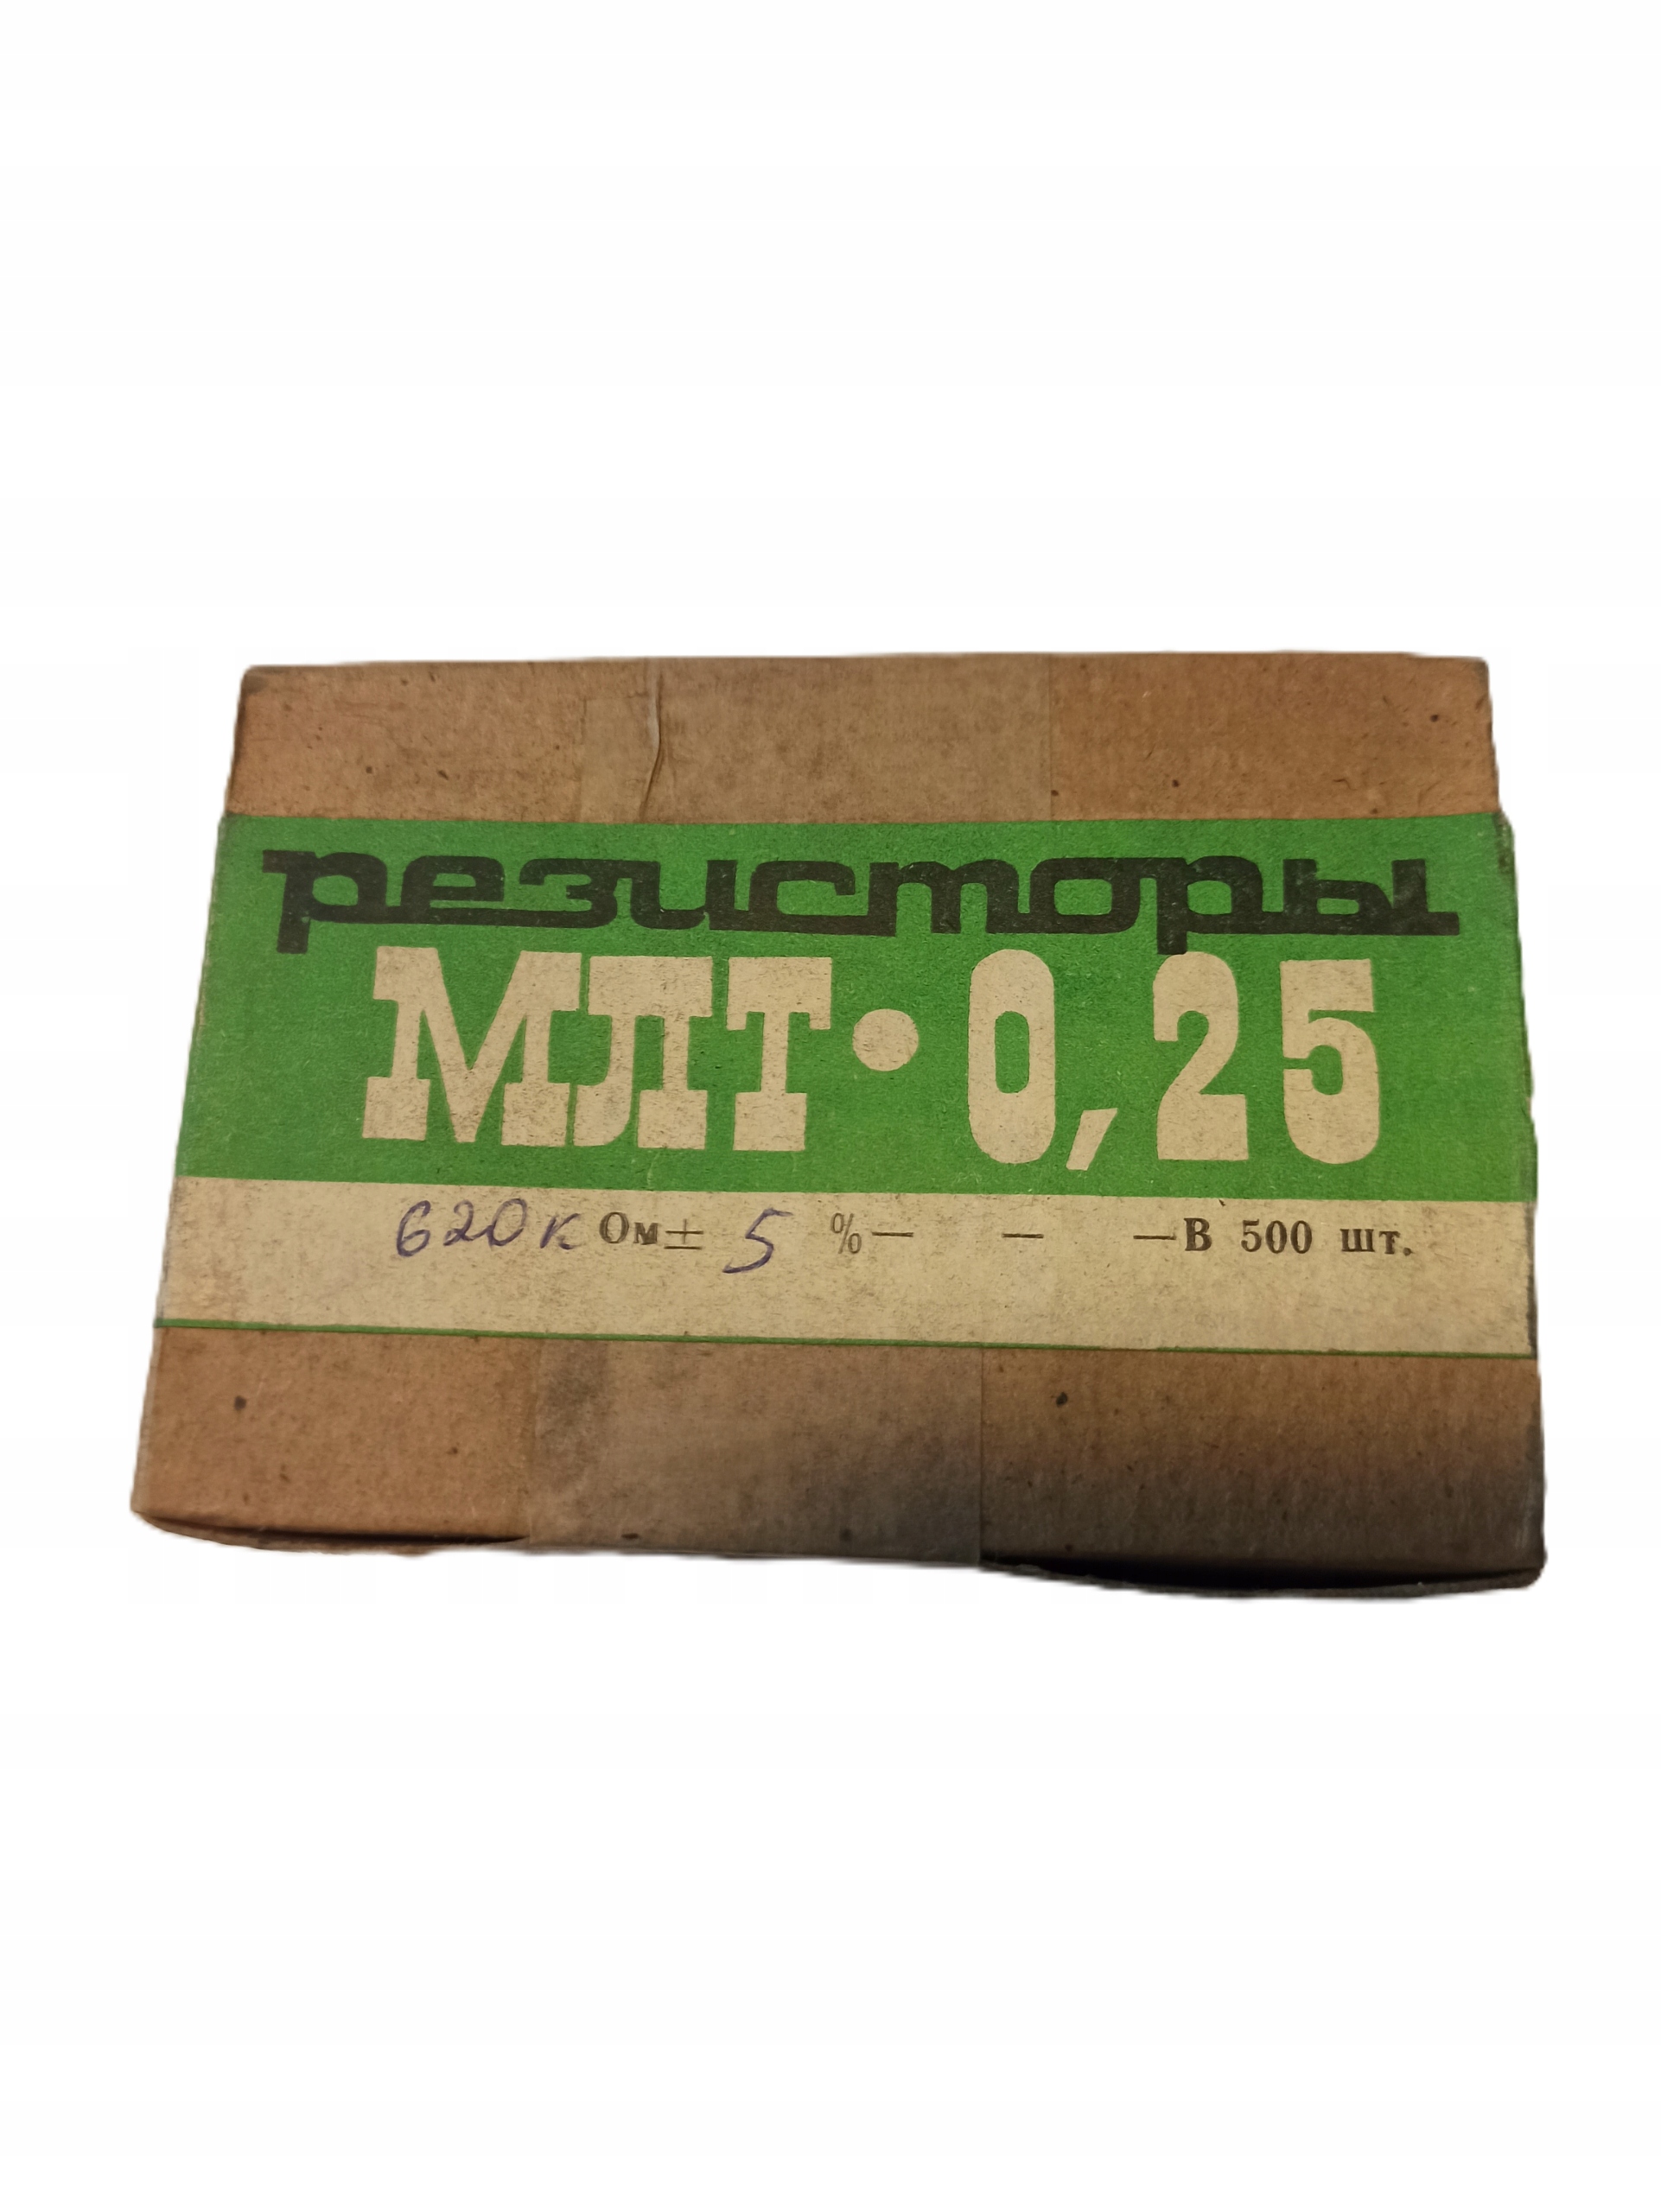 резисторы
МЛТ•0,25
620к Ом± 5 %— — —В 500 шт.